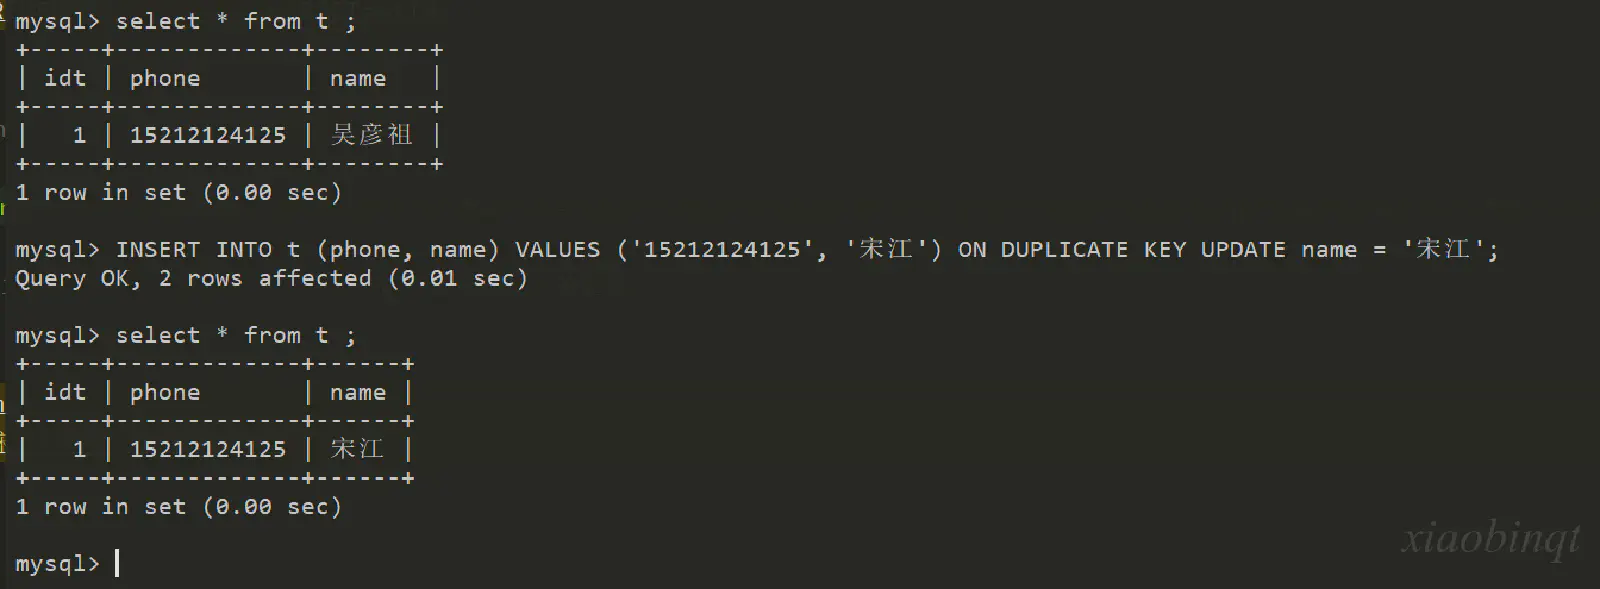 mysql> select * from t ;
+-----+-------------+--------+
| idt | phone       | name   |
+-----+-------------+--------+
|   1 | 15212124125 | 吴彦祖 |
+-----+-------------+--------+
1 row in set (0.00 sec)
mysql> INSERT INTO t (phone, name) VALUES ('15212124125', '宋江') ON DUPLICATE KEY UPDATE name = '宋江';
Query OK, 2 rows affected (0.01 sec)
mysql> select * from t ;
+-----+-------------+------+
| idt | phone       | name |
+-----+-------------+------+
|   1 | 15212124125 | 宋江 |
+-----+-------------+------+
1 row in set (0.00 sec)
xiaobinqt
mysql>